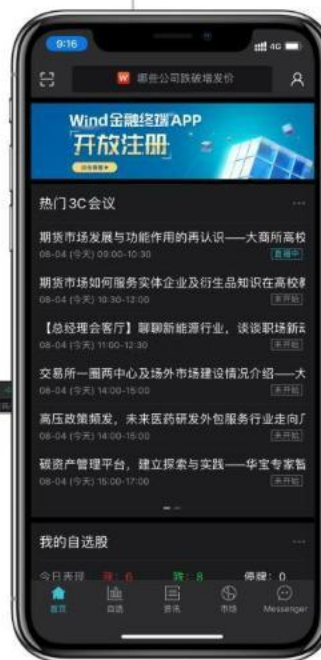 9:16
4G
哪些公司跌破增发价
Wind金融终端APP
开放注册
热门3C会议
期货市场发展与功能作用的再认识——大商所高校
08-04 (今天) 09:00-10:30 直播中
期货市场如何服务实体企业及衍生品知识在高校教
08-04 (今天) 10:30-12:00 未开始
【总经理会客厅】聊聊新能源行业，谈谈职场新动
08-04 (今天) 11:00-12:30 未开始
交易所一圈两中心及场外市场建设情况介绍——大
08-04 (今天) 14:00-15:00 未开始
高压政策频发，未来医药研发外包服务行业走向厂
08-04 (今天) 14:00-15:00 未开始
碳资产管理平台，建立探索与实践——华宝专家智
08-04 (今天) 15:00-17:00 未开始
我的自选股
今日表现 涨: 6 跌: 8 停牌: 0
首页 自选 资讯 市场 Messenger